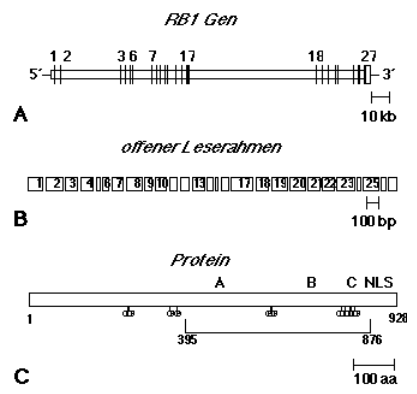 RB1 Gen
1 2 3 6 7 17 18 27
5´ 3´
A
10 kb
offener Leserahmen
1 2 3 4 6 7 8 9 10 13 17 18 19 20 21 22 23 25
B
100 bp
Protein
A B C NLS
1 928
395 876
100 aa
C